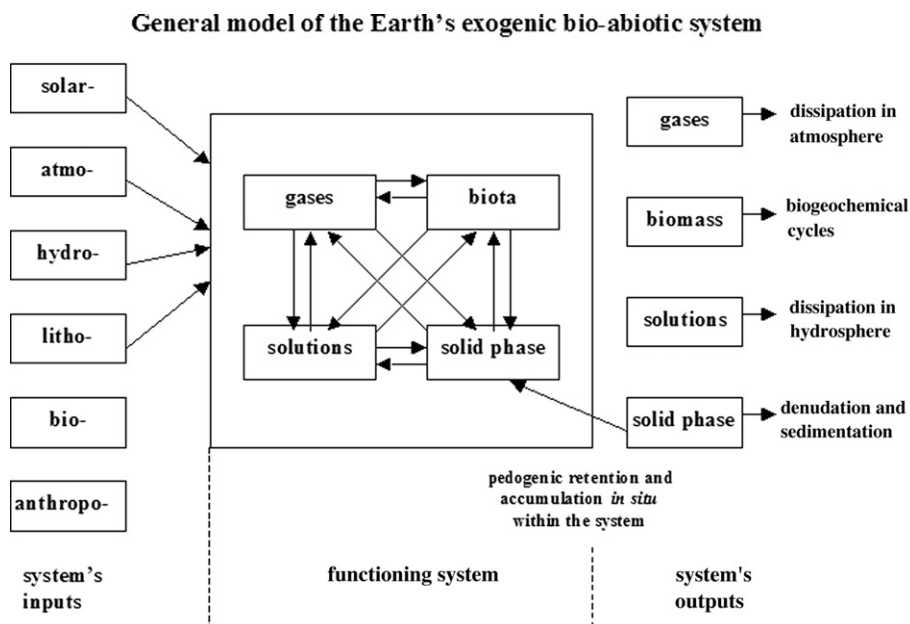 General model of the Earth's exogenic bio-abiotic system
solar-
atmo-
hydro-
litho-
bio-
anthropo-
system's
inputs
gases
biota
solutions
solid phase
pedogenic retention and
accumulation in situ
within the system
functioning system
gases
dissipation in
atmosphere
biomass
biogeochemical
cycles
solutions
dissipation in
hydrosphere
solid phase
denudation and
sedimentation
system's
outputs